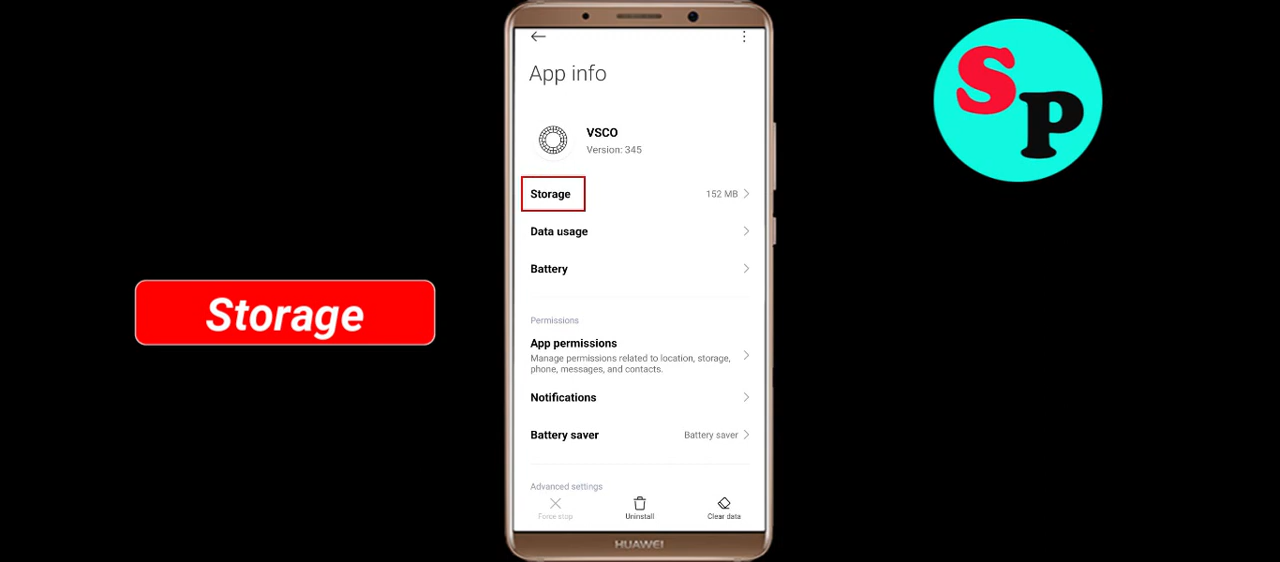 App info
VSCO
Version: 345
Storage
152 MB
Data usage
Battery
Permissions
App permissions
Manage permissions related to location, storage,
phone, messages, and contacts.
Notifications
Battery saver
Battery saver
Advanced settings
Force stop
Uninstall
Clear data
HUAWEI
Storage
SP